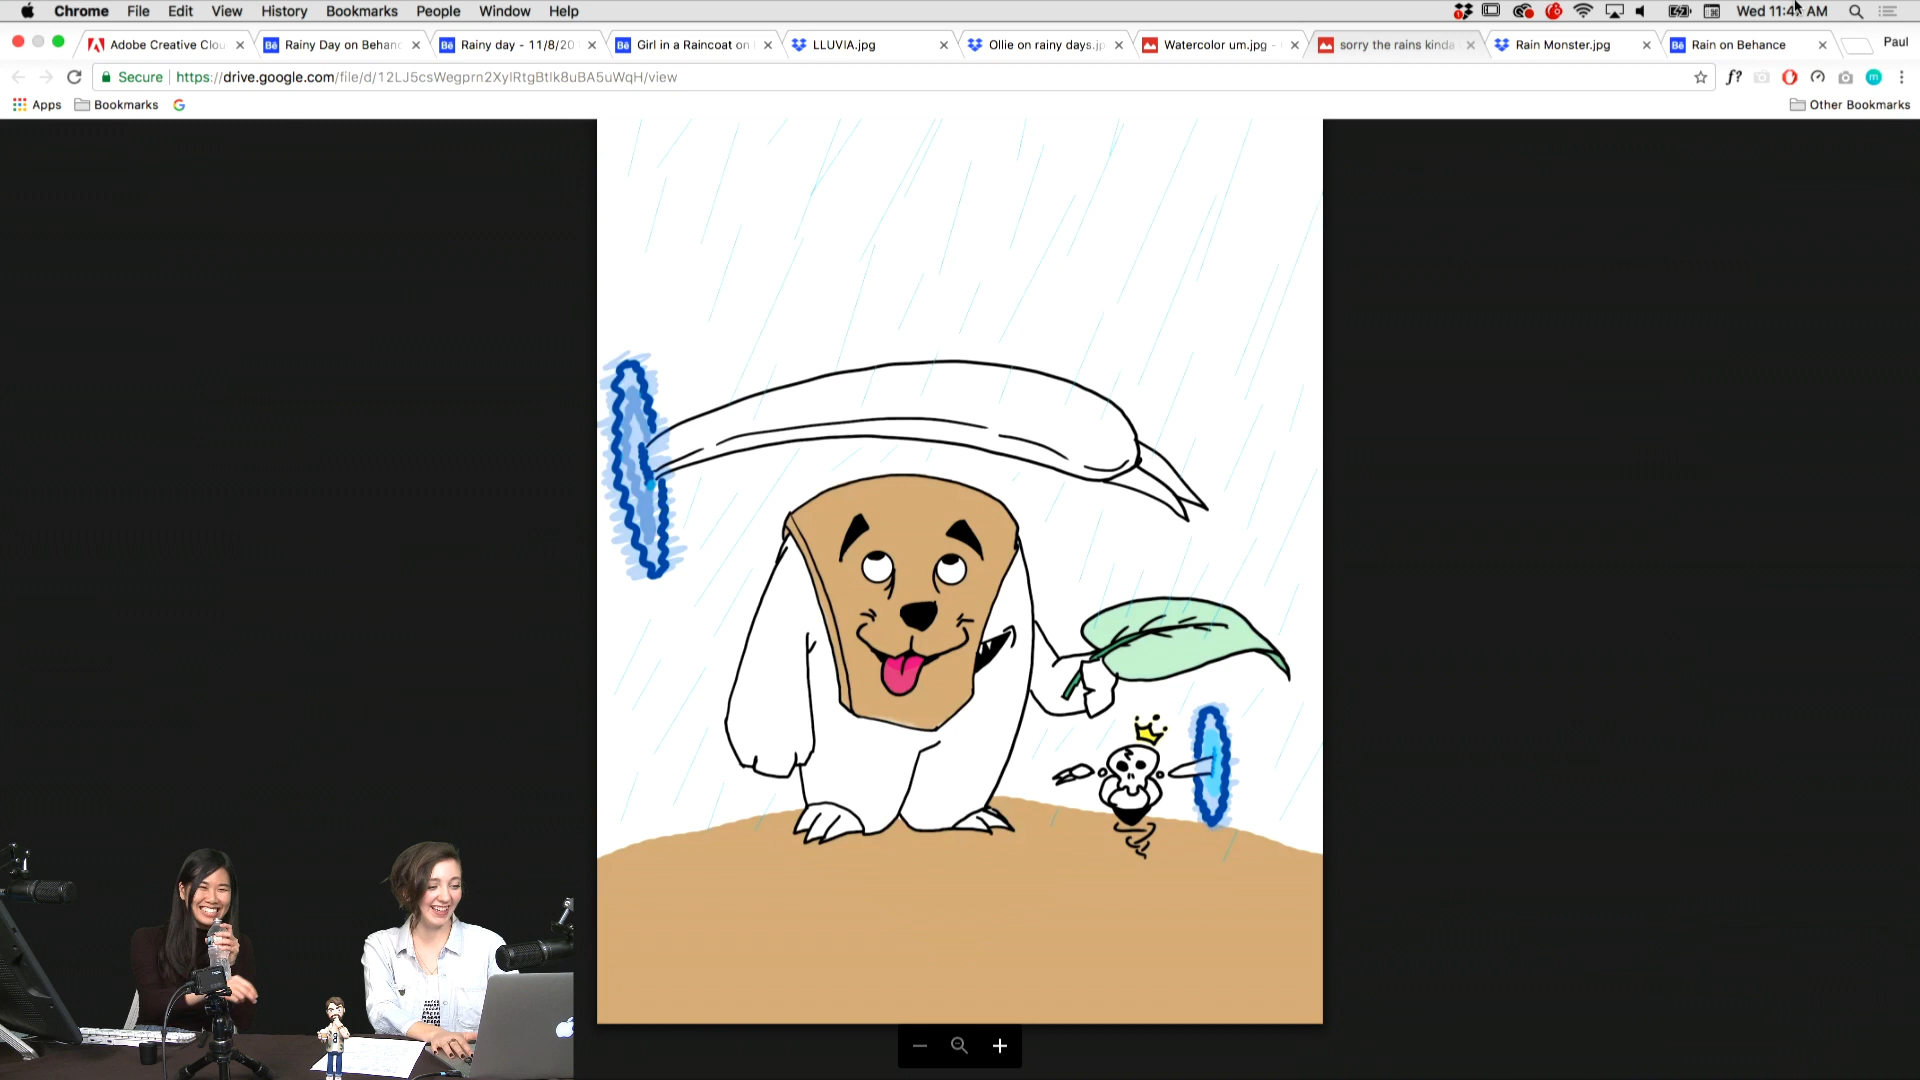 Chrome File Edit View History Bookmarks People Window Help Wed 11:4 AM
Adobe Creative Clou Rainy Day on Behanc Rainy day - 11/8/20 Girl in a Raincoat on LLUVIA.jpg Ollie on rainy days.jp Watercolor um.jpg - sorry the rains kinda Rain Monster.jpg Rain on Behance Paul
Secure https://drive.google.com/file/d/12LJ5csWegprn2XylRtgBtlk8uBA5uWqH/view f?
Apps Bookmarks Other Bookmarks